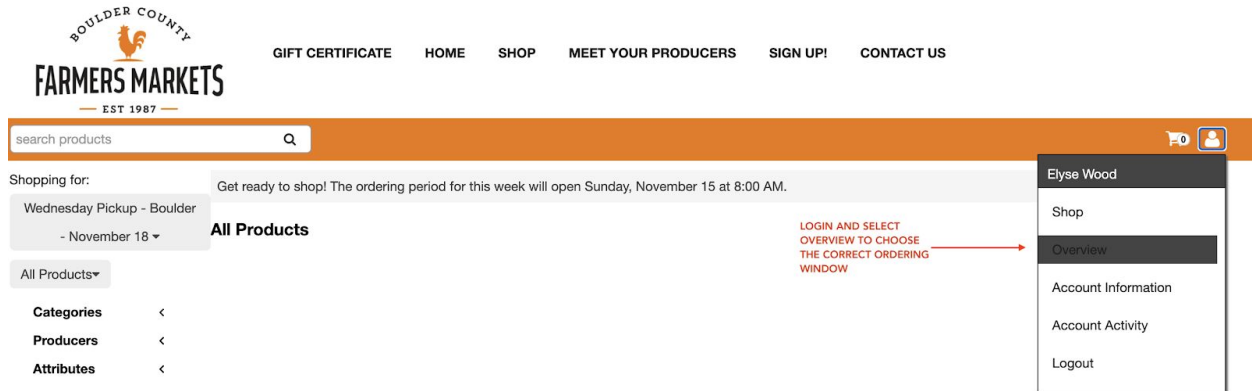 BOULDER COUNTY
FARMERS MARKETS
EST 1987
GIFT CERTIFICATE HOME SHOP MEET YOUR PRODUCERS SIGN UP! CONTACT US
search products
0
Elyse Wood
Shop
Overview
Account Information
Account Activity
Logout
Shopping for:
Wednesday Pickup - Boulder
- November 18
All Products
Categories
Producers
Attributes
Get ready to shop! The ordering period for this week will open Sunday, November 15 at 8:00 AM.
All Products
LOGIN AND SELECT
OVERVIEW TO CHOOSE
THE CORRECT ORDERING
WINDOW